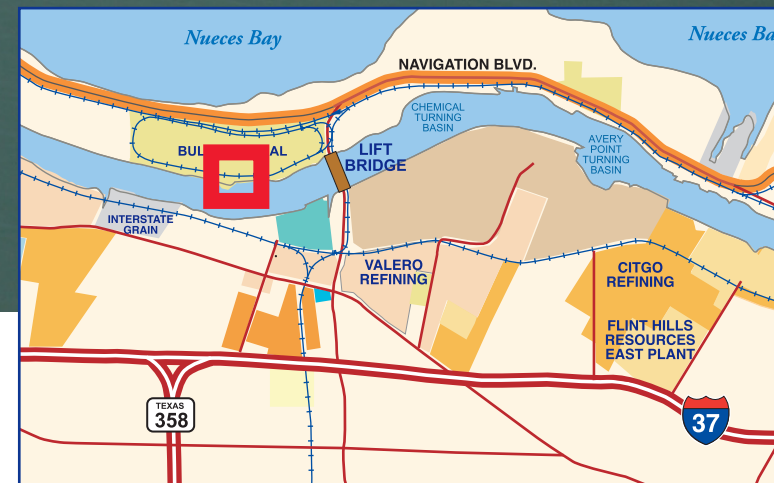 Nueces Bay
Nueces
NAVIGATION BLVD.
CHEMICAL
TURNING
BASIN
AVERY
POINT
TURNING
BASIN
LIFT
BRIDGE
INTERSTATE
GRAIN
VALERO
REFINING
CITGO
REFINING
FLINT HILLS
RESOURCES
EAST PLANT
TEXAS
358
37